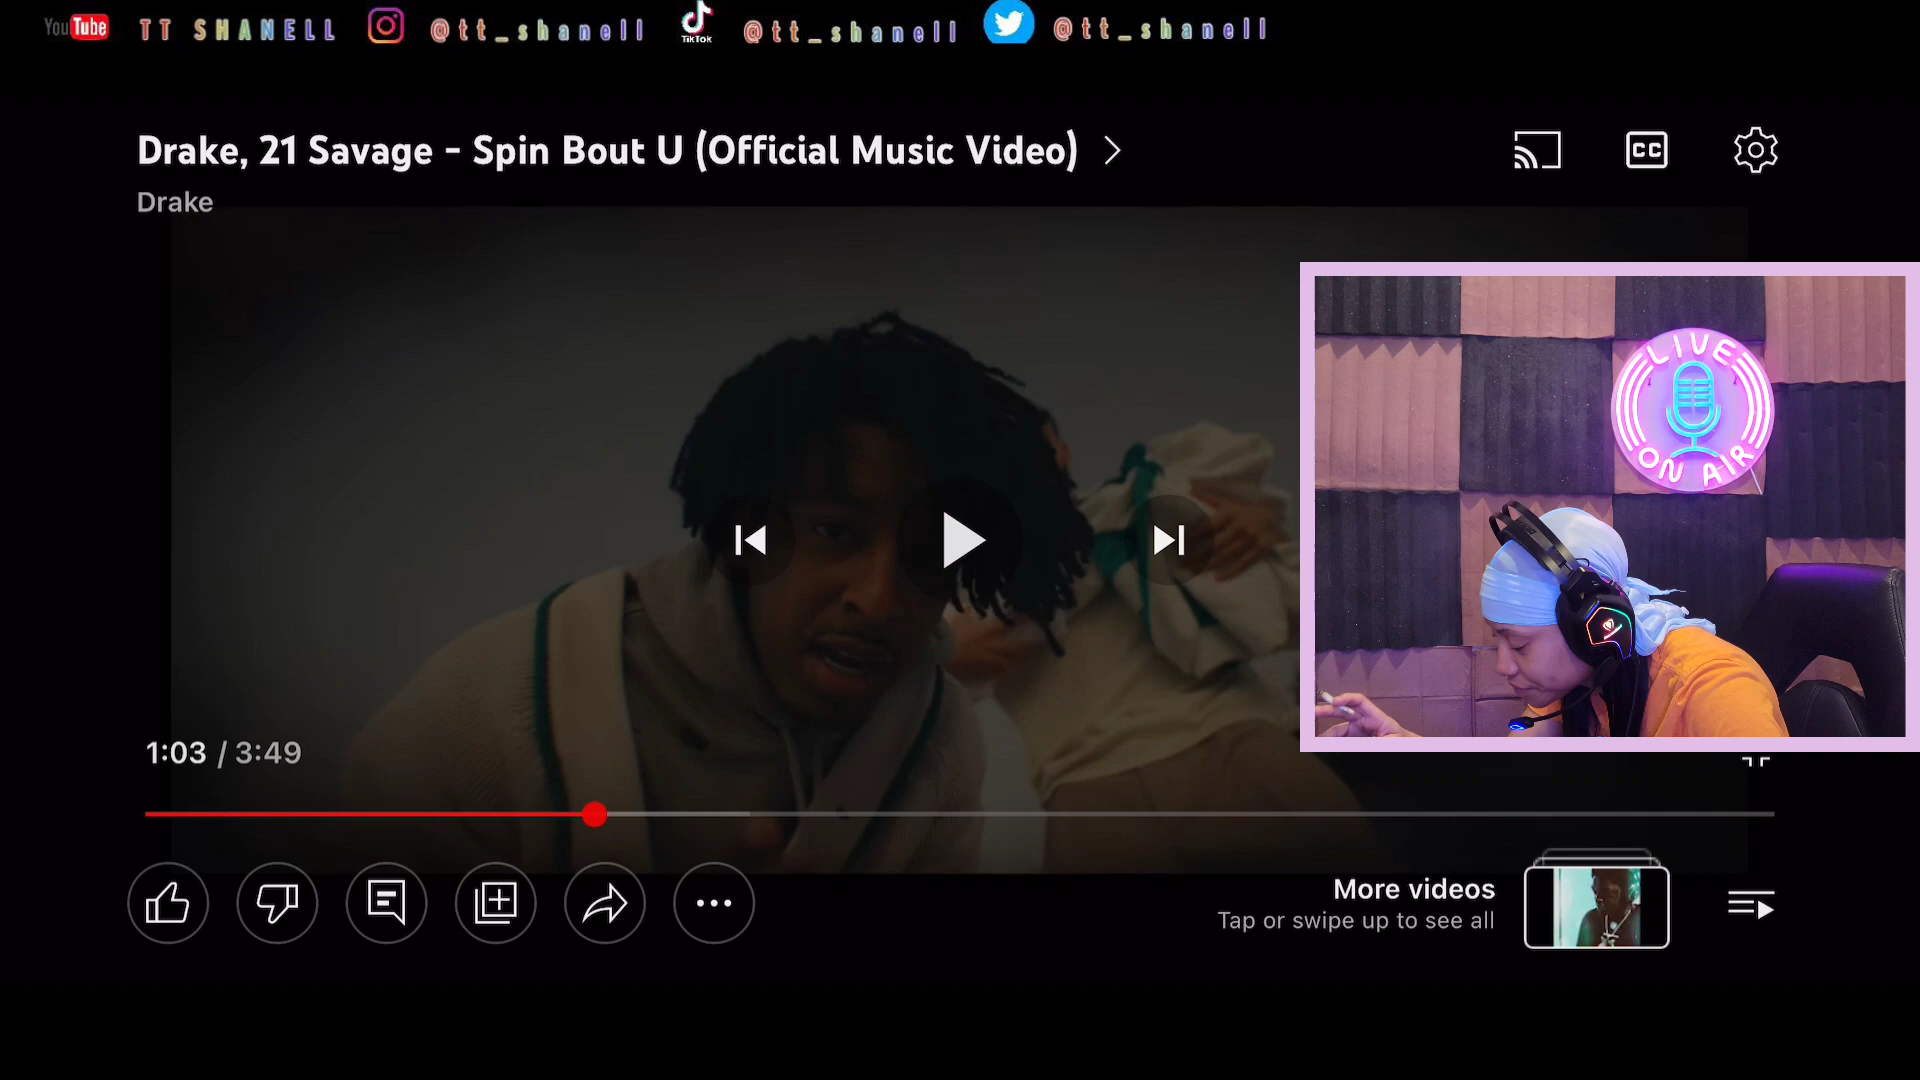 YouTube TT SHANELL @tt_shanell TikTok @tt_shanell @tt_shanell
Drake, 21 Savage - Spin Bout U (Official Music Video)
CC
Drake
LIVE
ON AIR
1:03 / 3:49
More videos
Tap or swipe up to see all